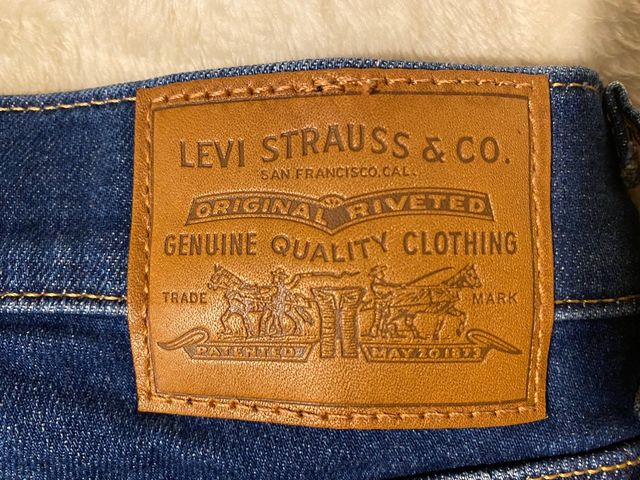 LEVI STRAUSS & CO.
SAN FRANCISCO, CAL.
ORIGINAL RIVETED
GENUINE QUALITY CLOTHING
TRADE MARK
PATENTED MAY 20 1873